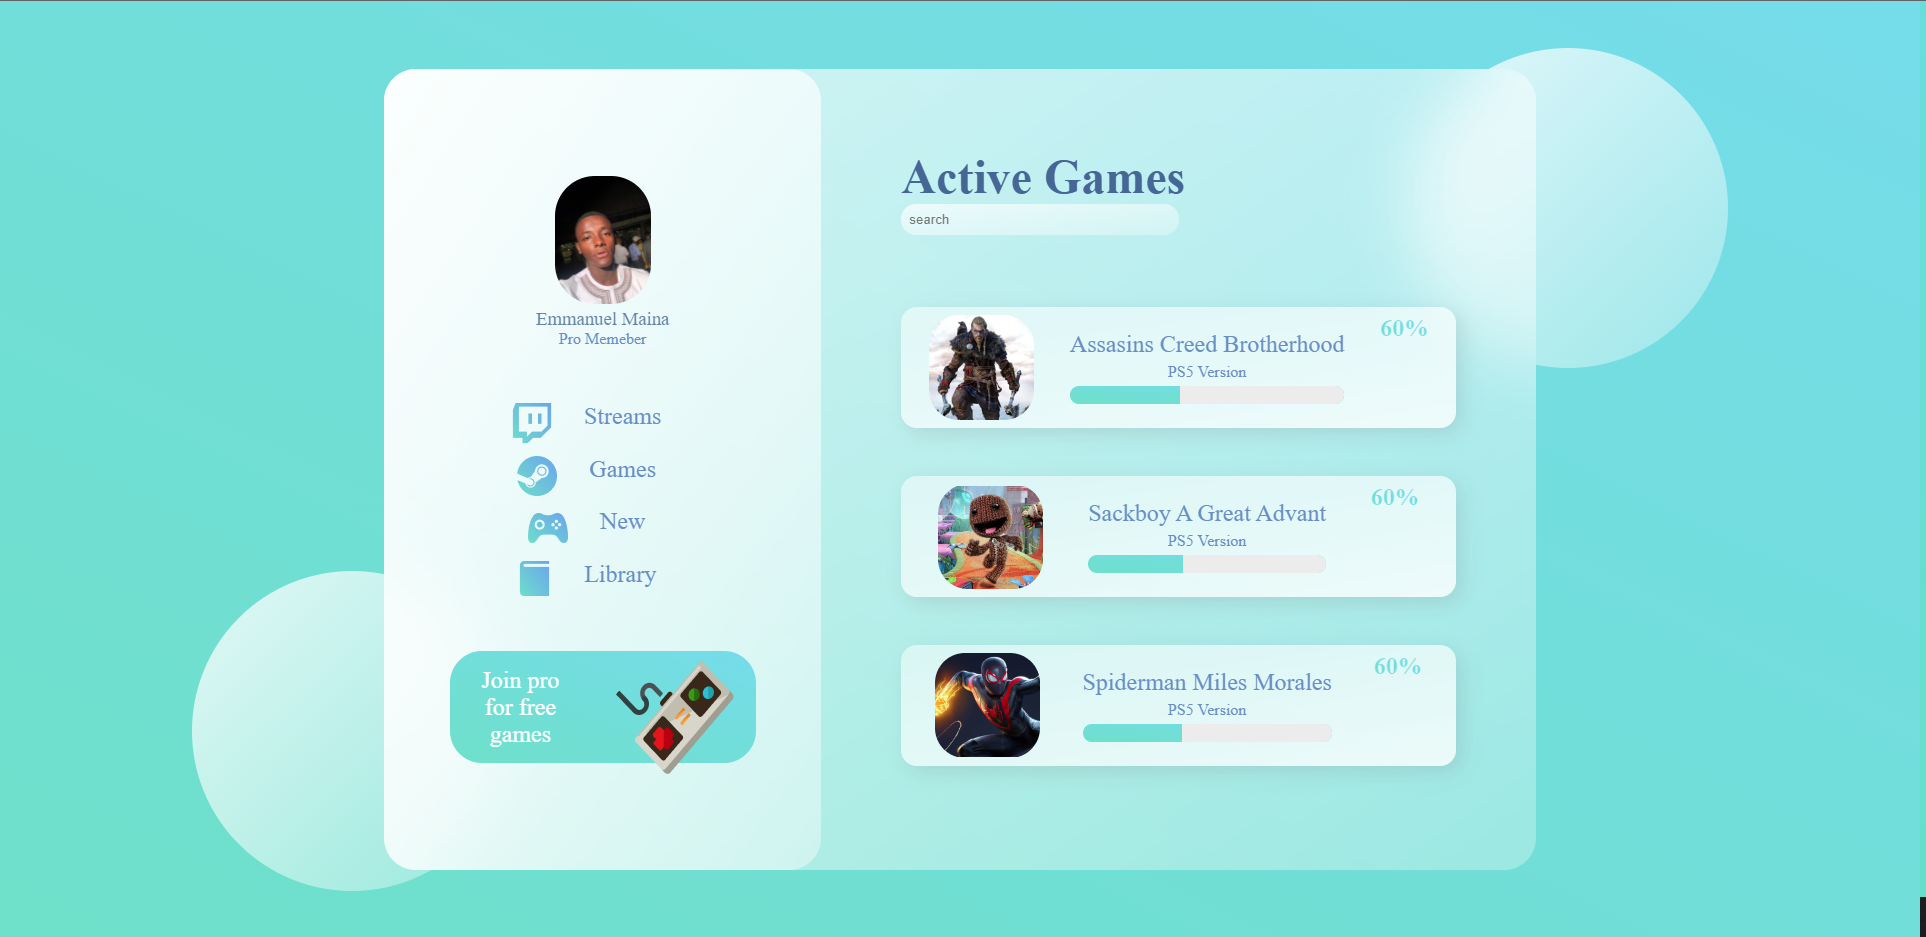 Emmanuel Maina
Pro Memeber
Streams
Games
New
Library
Join pro
for free
games
Active Games
search
Assasins Creed Brotherhood
PS5 Version
60%
Sackboy A Great Advant
PS5 Version
60%
Spiderman Miles Morales
PS5 Version
60%